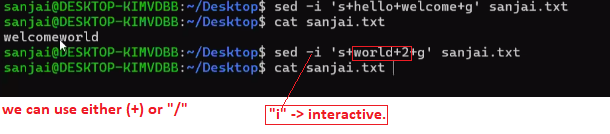 sanjai@DESKTOP-KIMVDBB:~/Desktop$ sed -i 's+hello+welcome+g' sanjai.txt
sanjai@DESKTOP-KIMVDBB:~/Desktop$ cat sanjai.txt
welcomeworld
sanjai@DESKTOP-KIMVDBB:~/Desktop$ sed -i 's+world+2+g' sanjai.txt
sanjai@DESKTOP-KIMVDBB:~/Desktop$ cat sanjai.txt
we can use either (+) or "/"
"i" -> interactive.